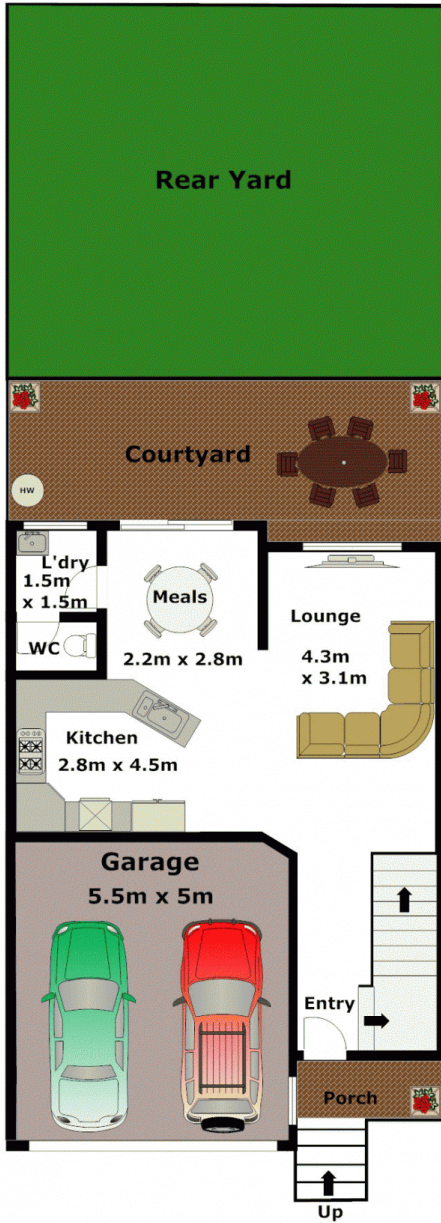 Rear Yard
Courtyard
HW
L'dry
1.5m
x 1.5m
WC
Meals
2.2m x 2.8m
Lounge
4.3m
x 3.1m
Kitchen
2.8m x 4.5m
Garage
5.5m x 5m
Entry
Porch
Up